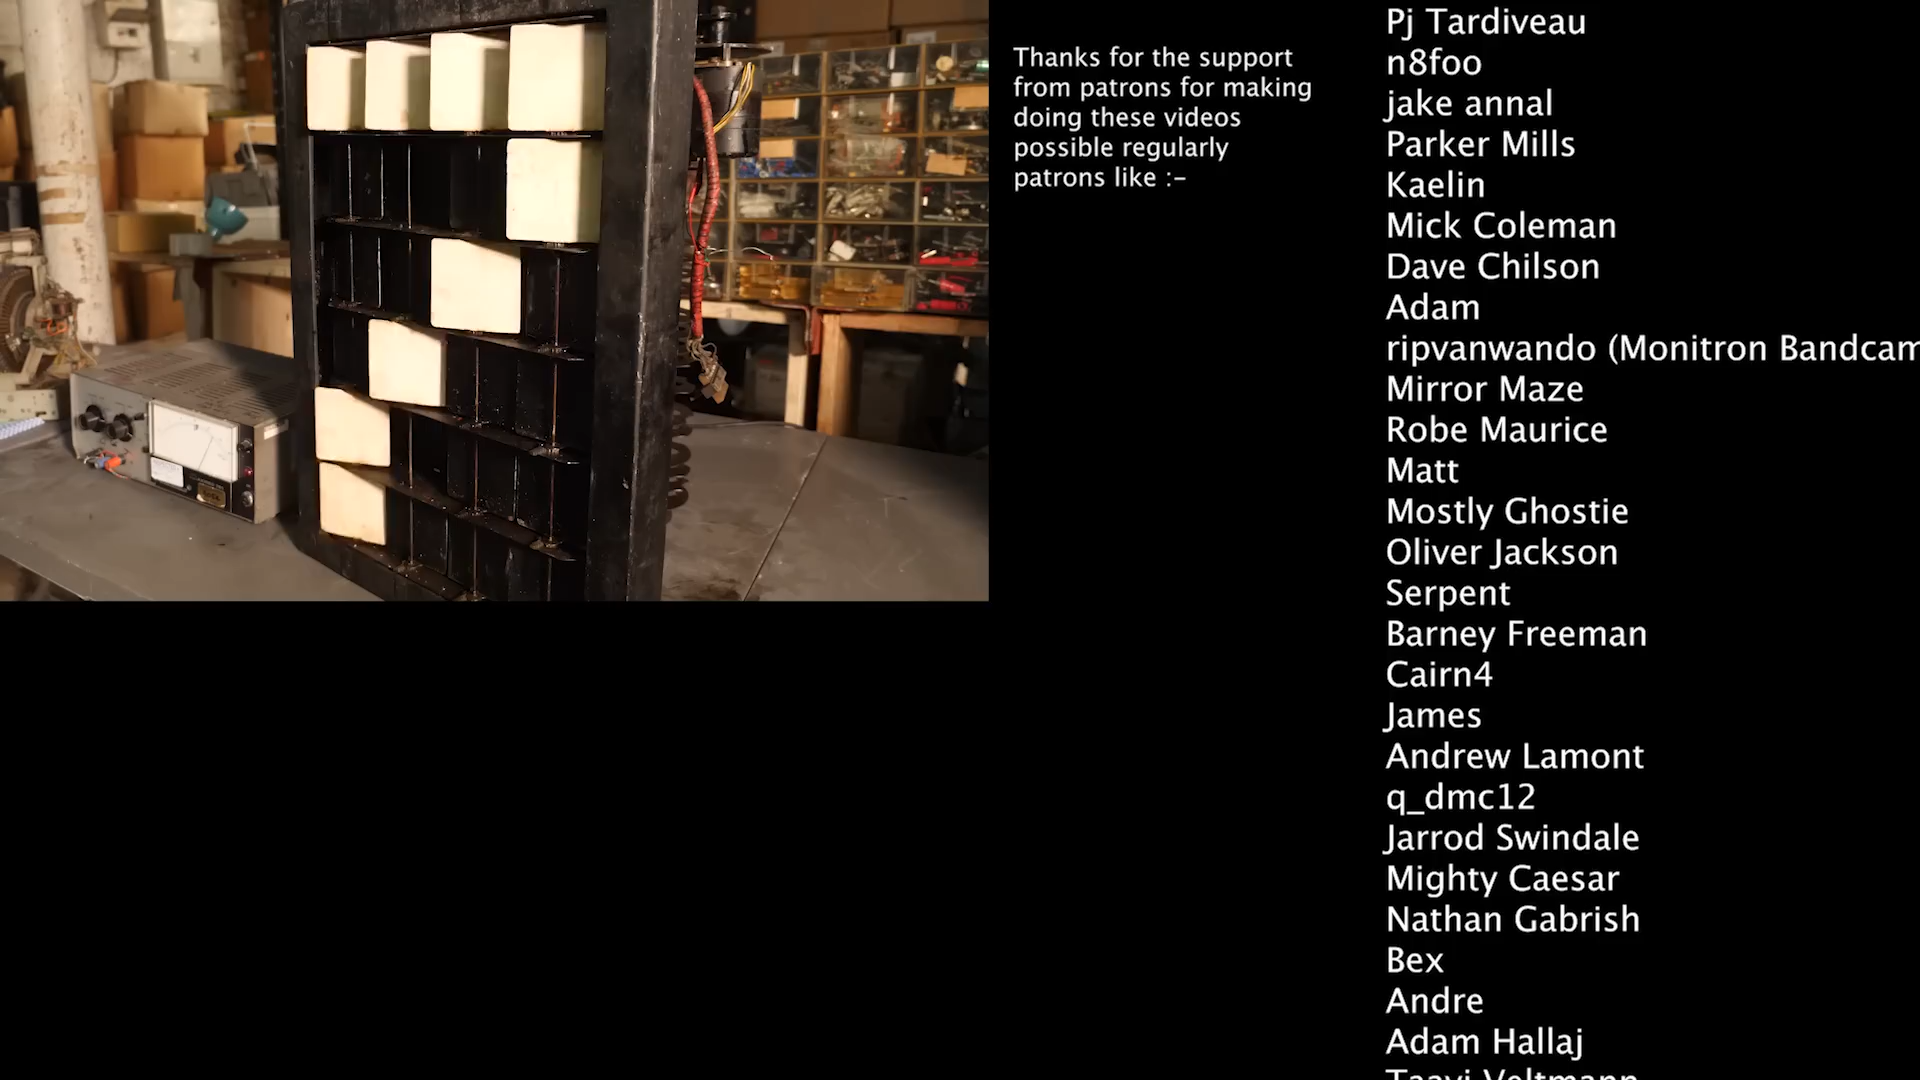 Thanks for the support
from patrons for making
doing these videos
possible regularly
patrons like :-
Pj Tardiveau
n8foo
jake annal
Parker Mills
Kaelin
Mick Coleman
Dave Chilson
Adam
ripvanwando (Monitron Bandcam
Mirror Maze
Robe Maurice
Matt
Mostly Ghostie
Oliver Jackson
Serpent
Barney Freeman
Cairn4
James
Andrew Lamont
q_dmc12
Jarrod Swindale
Mighty Caesar
Nathan Gabrish
Bex
Andre
Adam Hallaj
Taavi Veltmann